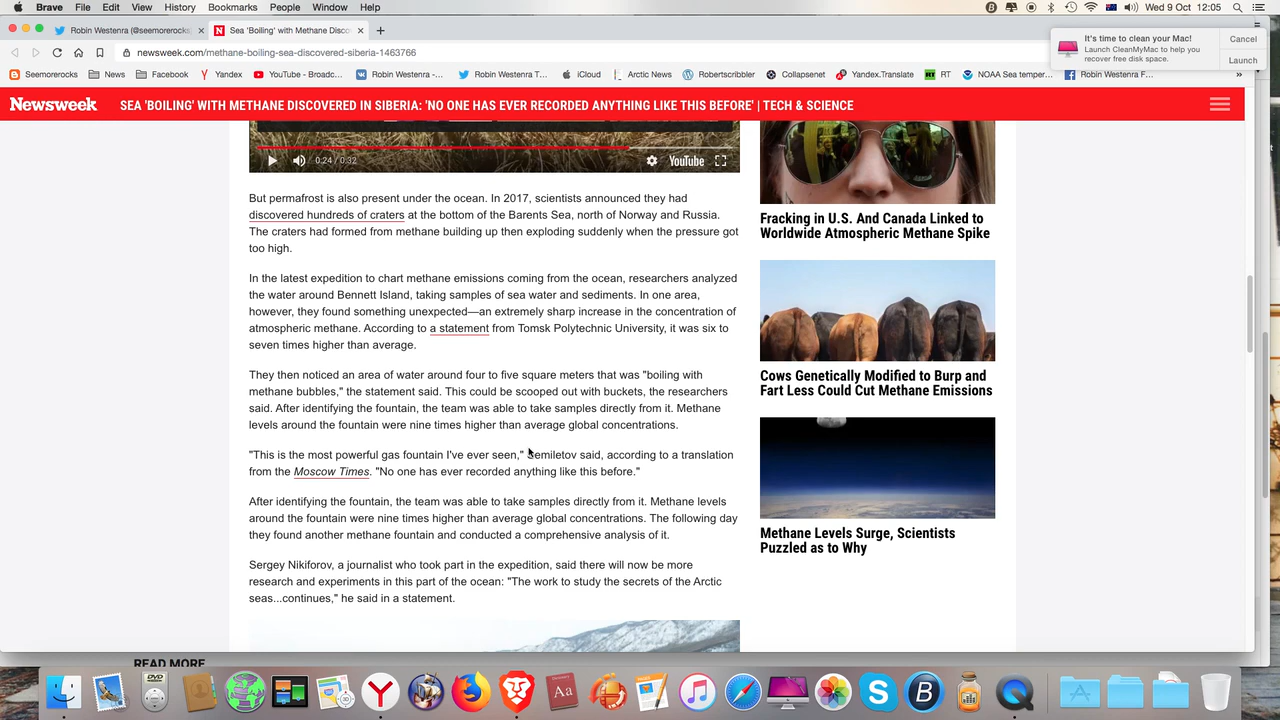 Brave File Edit View History Bookmarks People Window Help
Wed 9 Oct 12:05
Robin Westenra (@seemorerocks
Sea 'Boiling' with Methane Disco
newsweek.com/methane-boiling-sea-discovered-siberia-1463766
It's time to clean your Mac!
Launch CleanMyMac to help you
recover free disk space.
Cancel
Launch
Seemorerocks News Facebook Yandex YouTube - Broadc... Robin Westenra - ... Robin Westenra T... iCloud Arctic News Robertscribbler Collapsenet Yandex.Translate RT NOAA Sea temper... Robin Westenra F...
Newsweek SEA 'BOILING' WITH METHANE DISCOVERED IN SIBERIA: 'NO ONE HAS EVER RECORDED ANYTHING LIKE THIS BEFORE' | TECH & SCIENCE
0:24 / 0:32
YouTube
But permafrost is also present under the ocean. In 2017, scientists announced they had
discovered hundreds of craters at the bottom of the Barents Sea, north of Norway and Russia.
The craters had formed from methane building up then exploding suddenly when the pressure got
too high.
In the latest expedition to chart methane emissions coming from the ocean, researchers analyzed
the water around Bennett Island, taking samples of sea water and sediments. In one area,
however, they found something unexpected—an extremely sharp increase in the concentration of
atmospheric methane. According to a statement from Tomsk Polytechnic University, it was six to
seven times higher than average.
They then noticed an area of water around four to five square meters that was "boiling with
methane bubbles," the statement said. This could be scooped out with buckets, the researchers
said. After identifying the fountain, the team was able to take samples directly from it. Methane
levels around the fountain were nine times higher than average global concentrations.
"This is the most powerful gas fountain I've ever seen," Semiletov said, according to a translation
from the Moscow Times. "No one has ever recorded anything like this before."
After identifying the fountain, the team was able to take samples directly from it. Methane levels
around the fountain were nine times higher than average global concentrations. The following day
they found another methane fountain and conducted a comprehensive analysis of it.
Sergey Nikiforov, a journalist who took part in the expedition, said there will now be more
research and experiments in this part of the ocean: "The work to study the secrets of the Arctic
seas...continues," he said in a statement.
Fracking in U.S. And Canada Linked to
Worldwide Atmospheric Methane Spike
Cows Genetically Modified to Burp and
Fart Less Could Cut Methane Emissions
Methane Levels Surge, Scientists
Puzzled as to Why
READ MORE